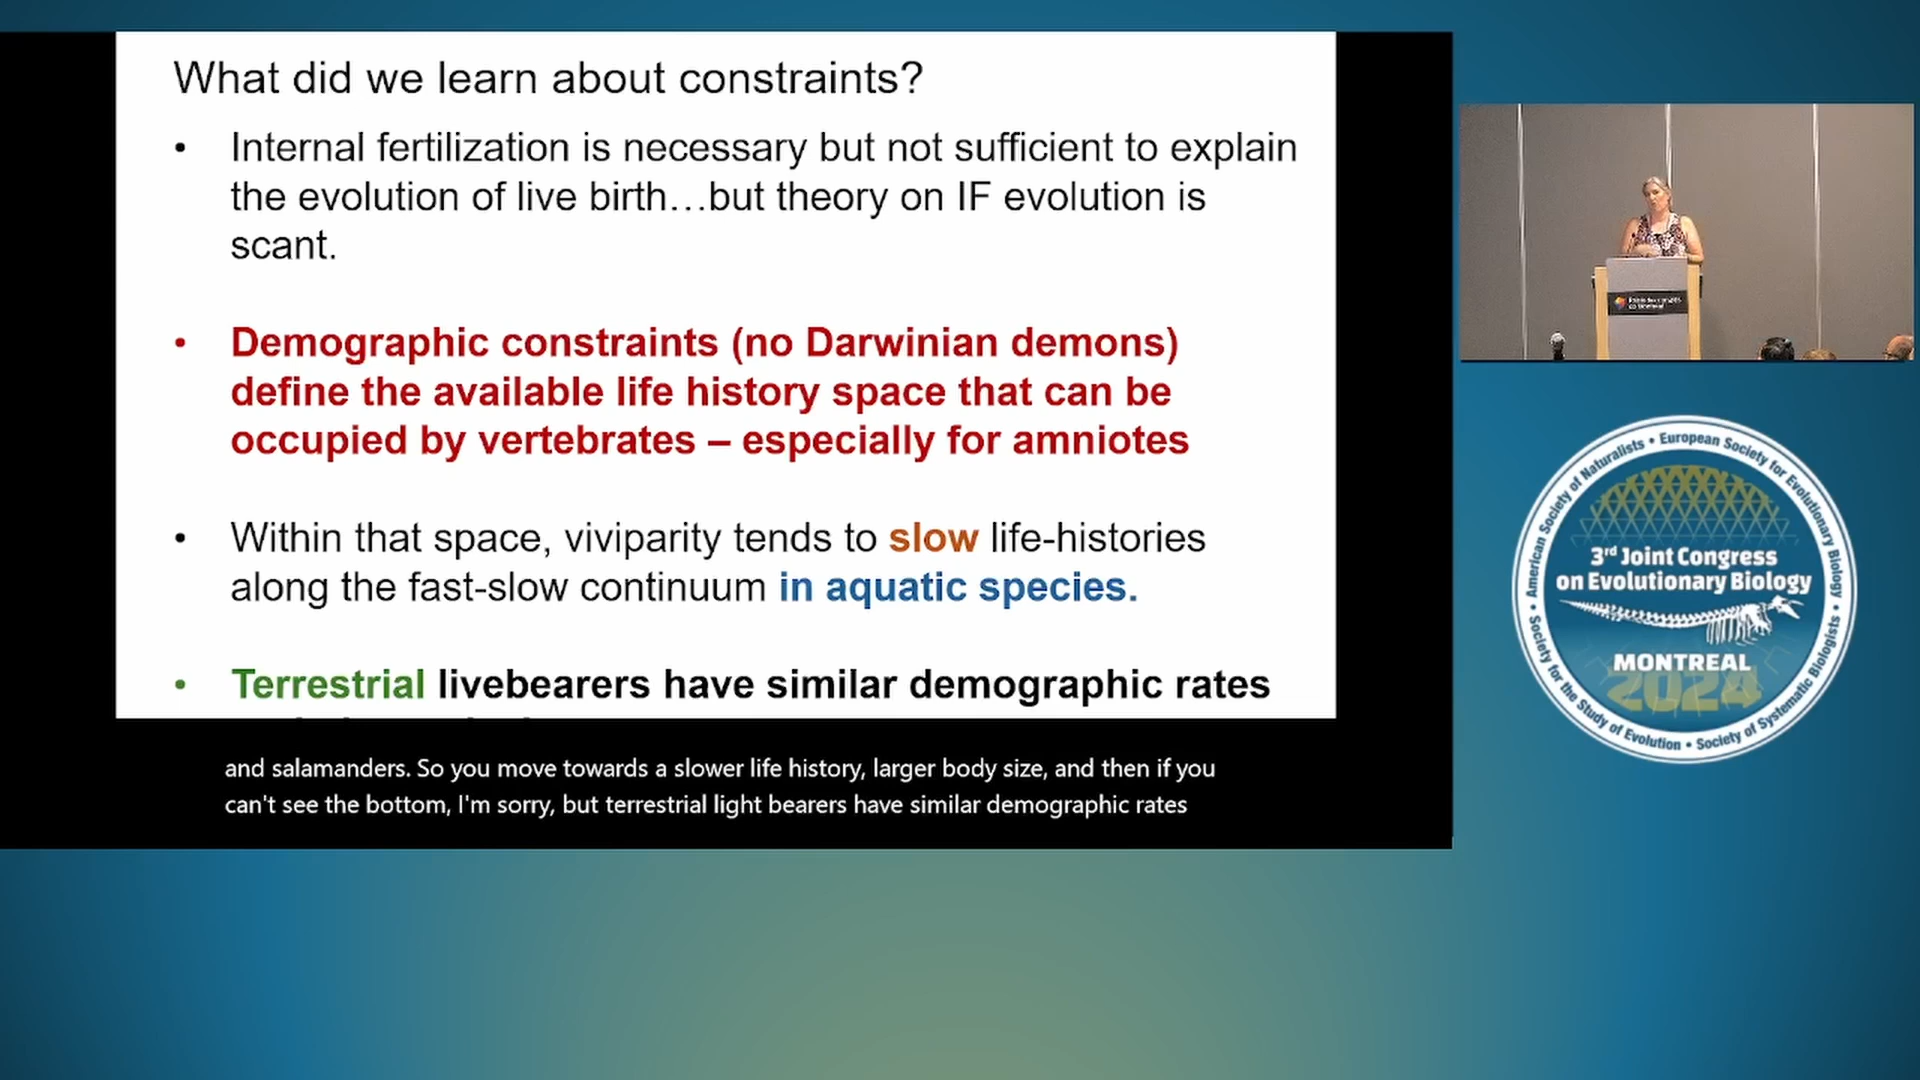 What did we learn about constraints?
• Internal fertilization is necessary but not sufficient to explain
the evolution of live birth…but theory on IF evolution is
scant.
• Demographic constraints (no Darwinian demons)
define the available life history space that can be
occupied by vertebrates – especially for amniotes
• Within that space, viviparity tends to slow life-histories
along the fast-slow continuum in aquatic species.
• Terrestrial livebearers have similar demographic rates
and salamanders. So you move towards a slower life history, larger body size, and then if you
can't see the bottom, I'm sorry, but terrestrial light bearers have similar demographic rates
• American Society of Naturalists • European Society for Evolutionary Biology
• Society for the Study of Evolution • Society of Systematic Biologists
3rd Joint Congress
on Evolutionary Biology
MONTREAL
2024